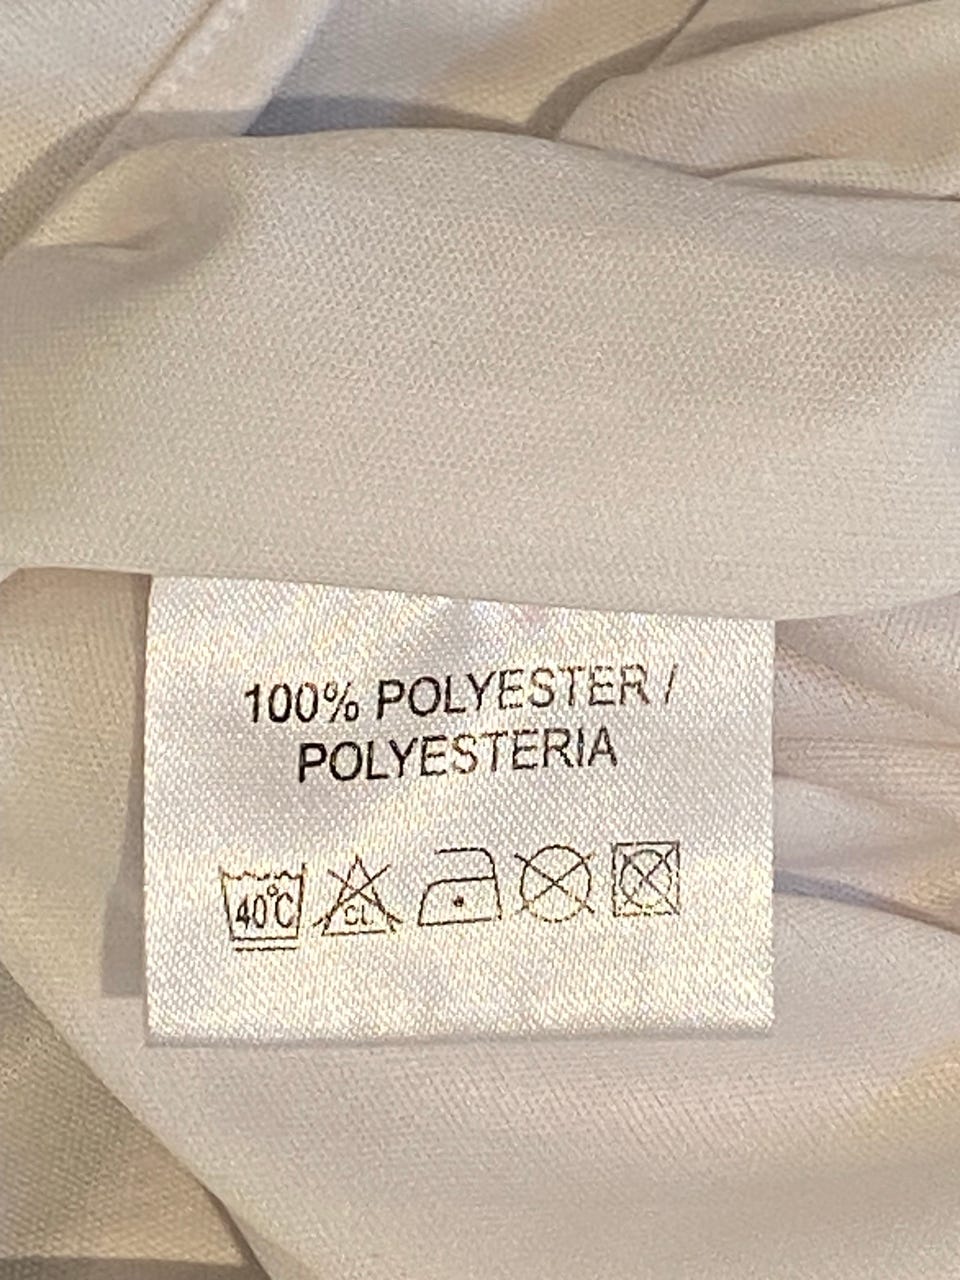 100% POLYESTER /
POLYESTERIA
40°C CL